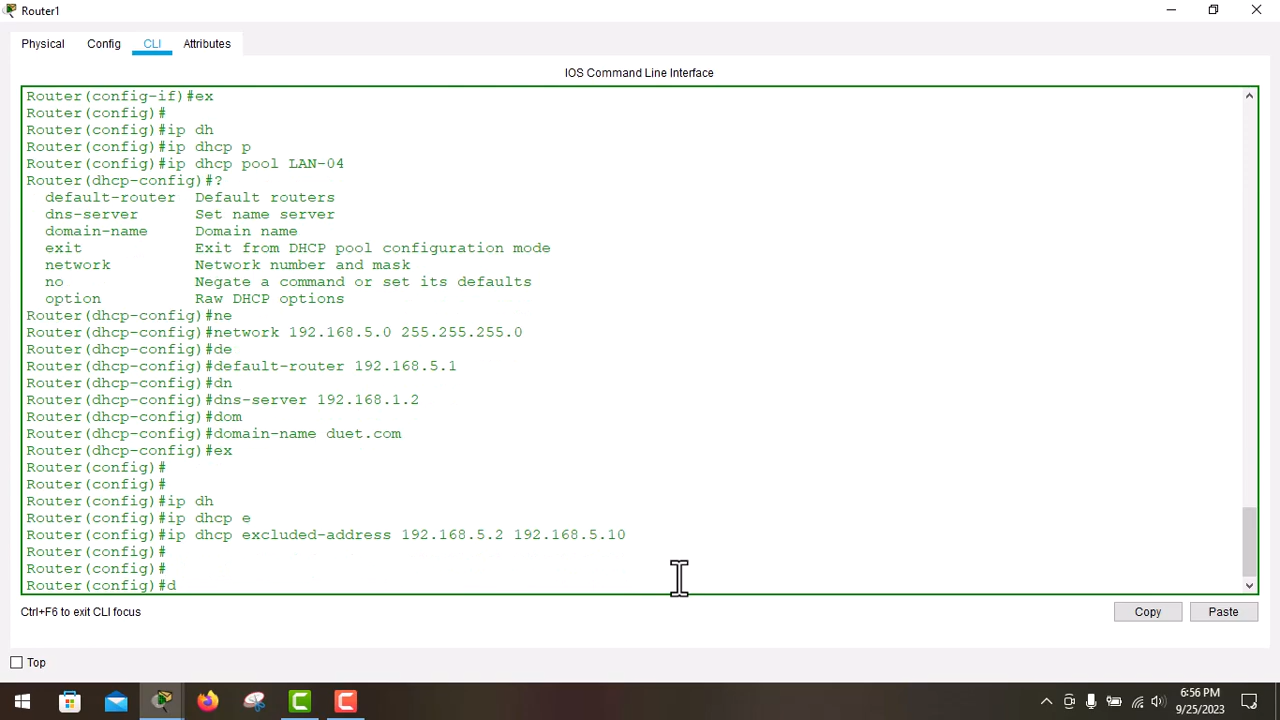 Router1
Physical Config CLI Attributes
IOS Command Line Interface
Router(config-if)#ex
Router(config)#
Router(config)#ip dh
Router(config)#ip dhcp p
Router(config)#ip dhcp pool LAN-04
Router(dhcp-config)#?
default-router Default routers
dns-server Set name server
domain-name Domain name
exit Exit from DHCP pool configuration mode
network Network number and mask
no Negate a command or set its defaults
option Raw DHCP options
Router(dhcp-config)#ne
Router(dhcp-config)#network 192.168.5.0 255.255.255.0
Router(dhcp-config)#de
Router(dhcp-config)#default-router 192.168.5.1
Router(dhcp-config)#dn
Router(dhcp-config)#dns-server 192.168.1.2
Router(dhcp-config)#dom
Router(dhcp-config)#domain-name duet.com
Router(dhcp-config)#ex
Router(config)#
Router(config)#
Router(config)#ip dh
Router(config)#ip dhcp e
Router(config)#ip dhcp excluded-address 192.168.5.2 192.168.5.10
Router(config)#
Router(config)#
Router(config)#d
Ctrl+F6 to exit CLI focus
Copy Paste
Top
6:56 PM
9/25/2023